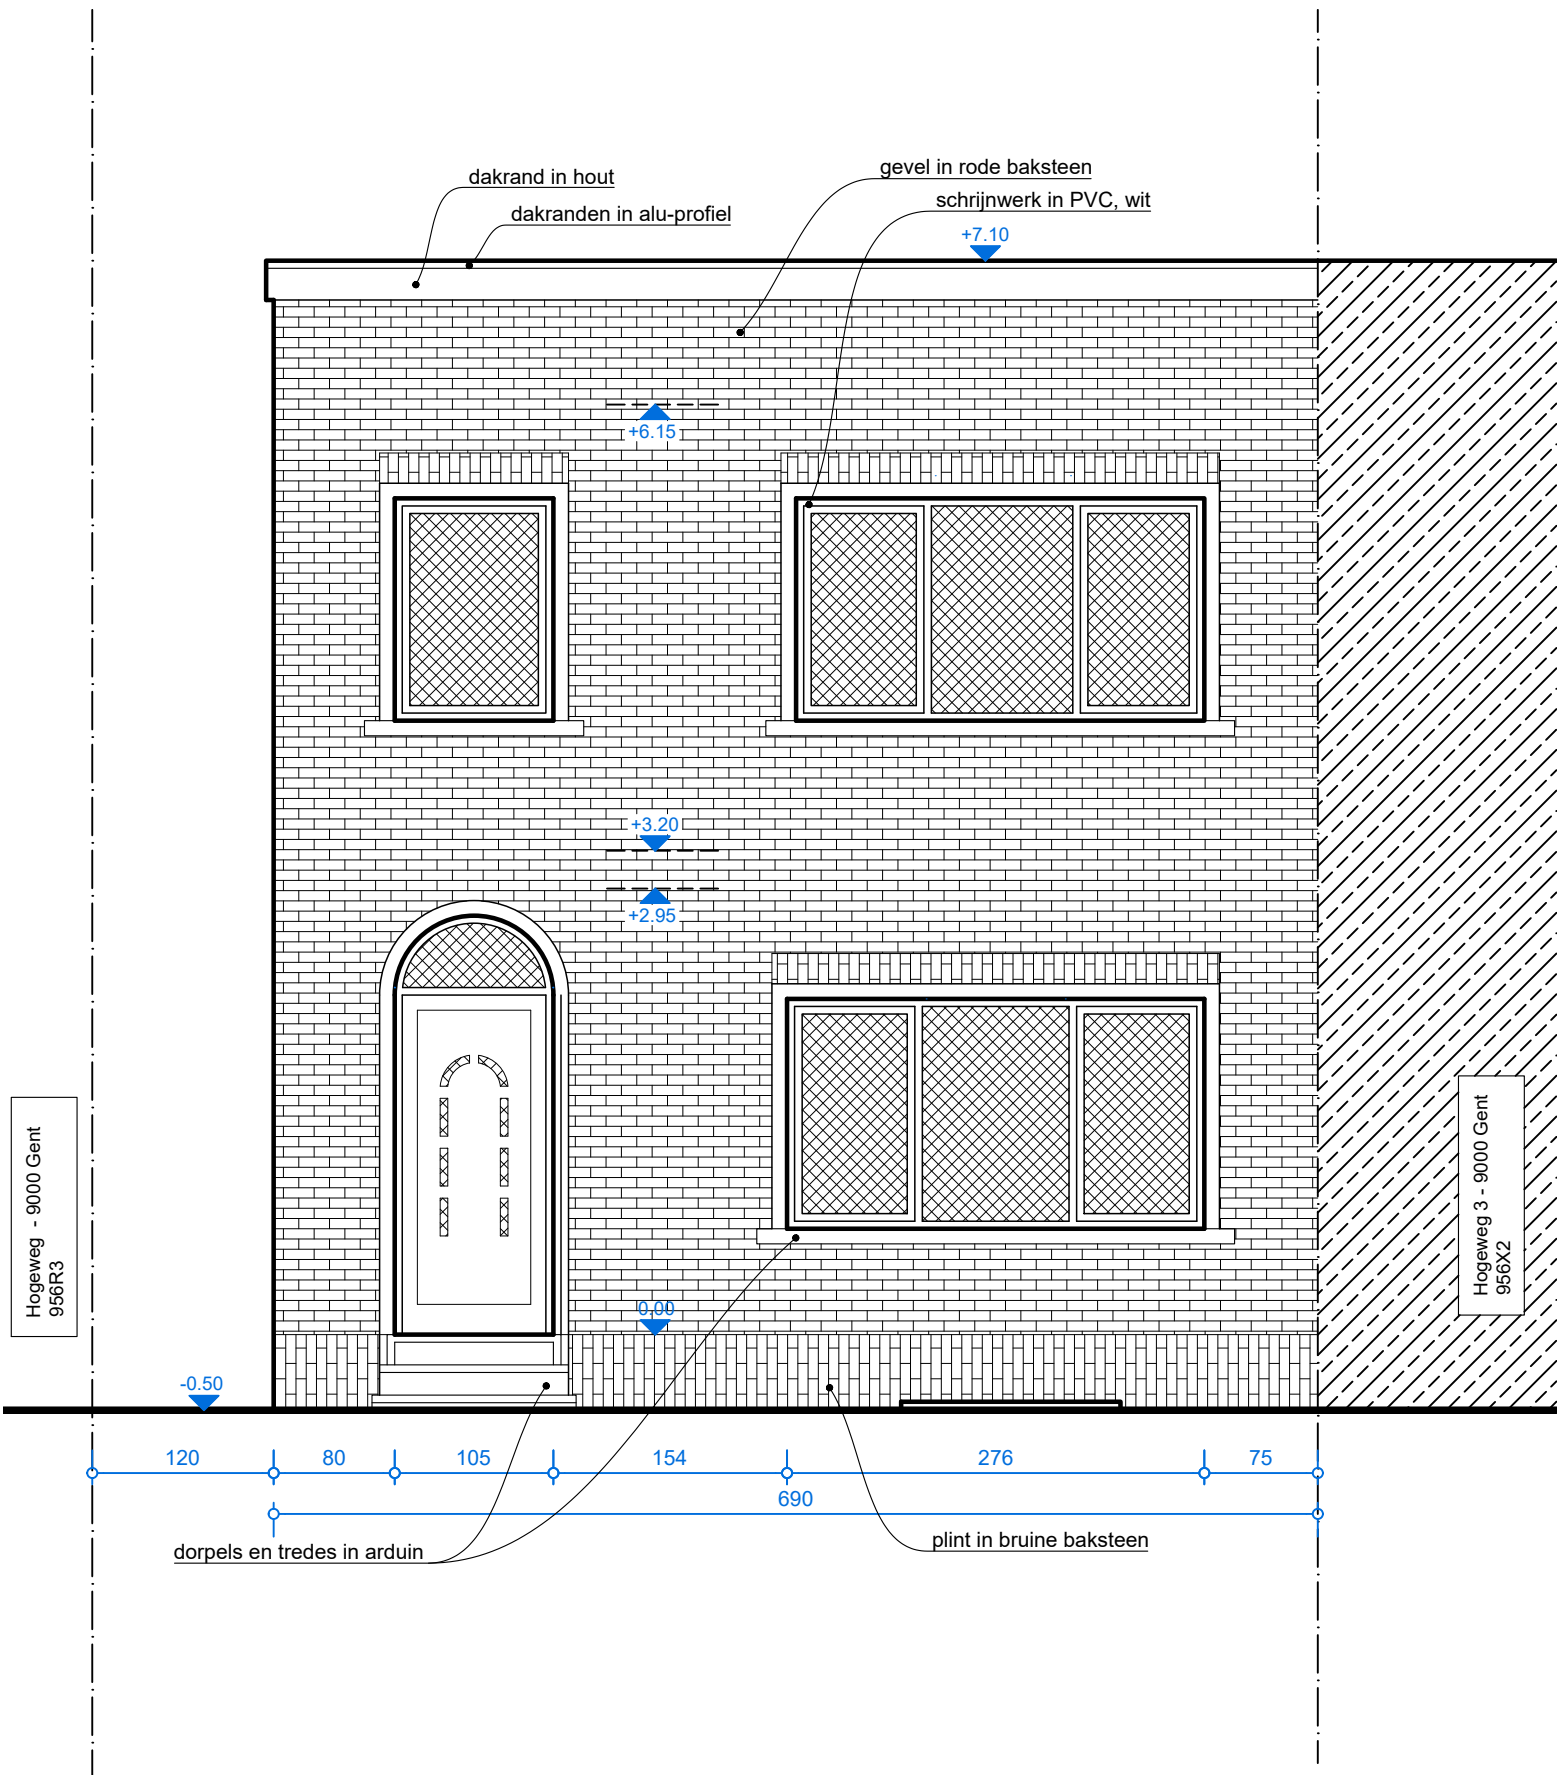 dakrand in hout
gevel in rode baksteen
dakranden in alu-profiel
schrijnwerk in PVC, wit
+7.10
+6.15
+3.20
+2.95
Hogeweg - 9000 Gent
956R3
Hogeweg 3 - 9000 Gent
956X2
0.00
-0.50
120
80
105
154
276
75
690
dorpels en tredes in arduin
plint in bruine baksteen